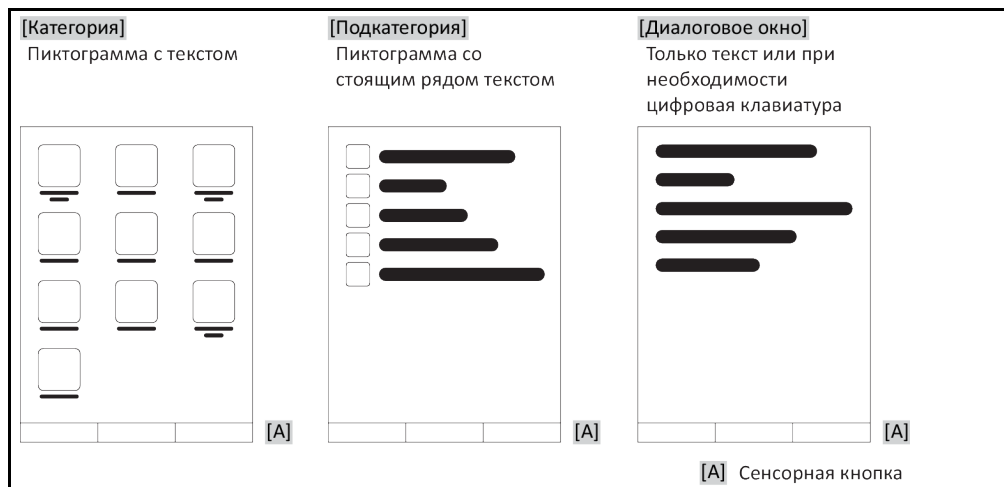 [Категория]
Пиктограмма с текстом
[Подкатегория]
Пиктограмма со
стоящим рядом текстом
[Диалоговое окно]
Только текст или при
необходимости
цифровая клавиатура
[A]
[A]
[A]
[A] Сенсорная кнопка